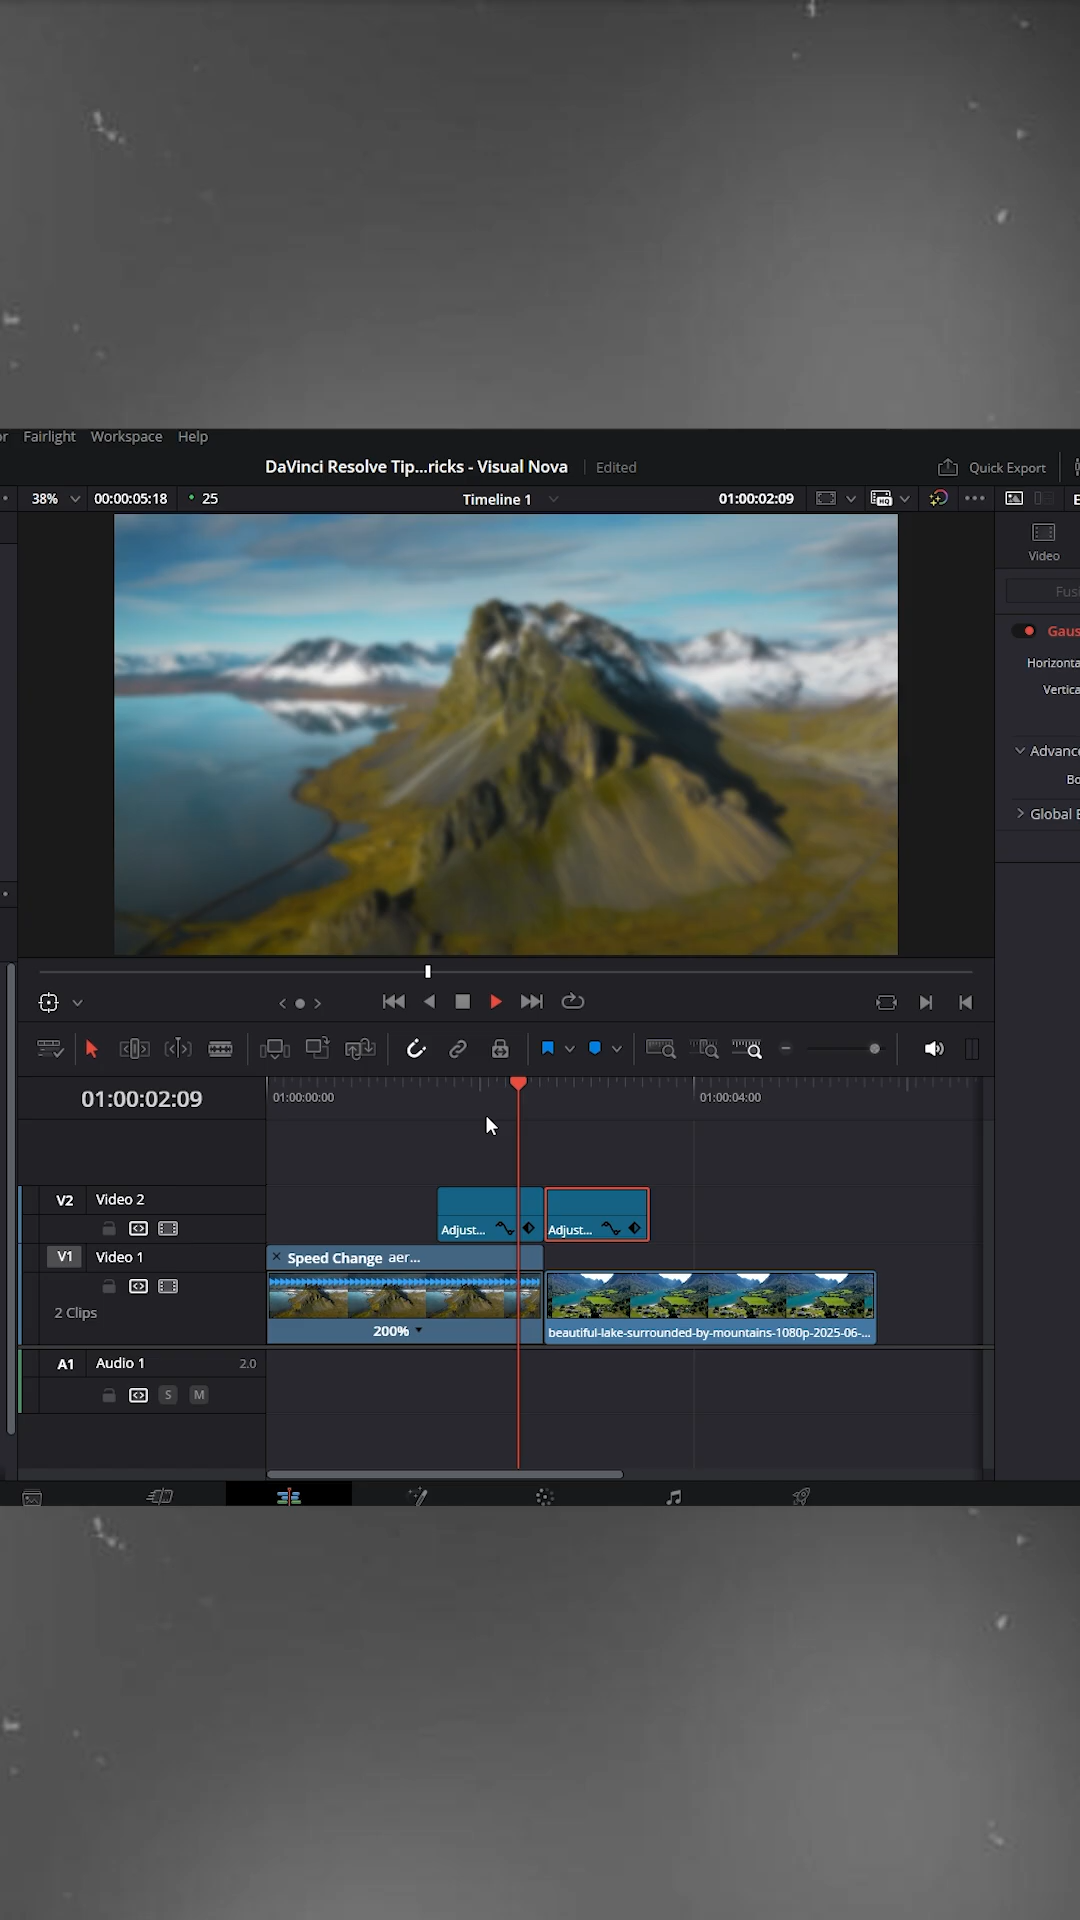 or Fairlight Workspace Help
DaVinci Resolve Tip...ricks - Visual Nova Edited Quick Export
38% 00:00:05:18 25 Timeline 1 01:00:02:09
Video
Fus
Gaus
Horizonta
Vertica
Advance
Bo
Global B
01:00:02:09 01:00:00:00 01:00:04:00
V2 Video 2
Adjust... Adjust...
V1 Video 1 Speed Change aer...
2 Clips
200% beautiful-lake-surrounded-by-mountains-1080p-2025-06-...
A1 Audio 1 2.0
S M